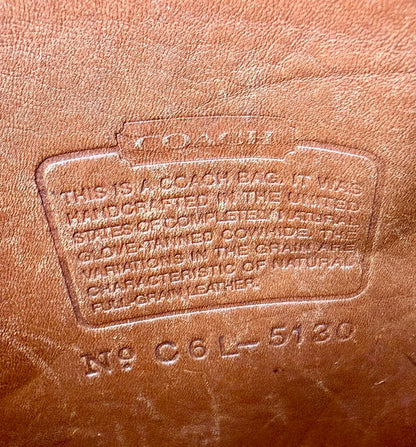 COACH
THIS IS A COACH BAG. IT WAS
HANDCRAFTED IN THE UNITED
STATES OF COMPLETELY NATURAL
GLOVE-TANNED COWHIDE. THE
VARIATIONS IN THE GRAIN ARE
CHARACTERISTIC OF NATURAL
FULL-GRAIN LEATHER.
Nº C6L-5130